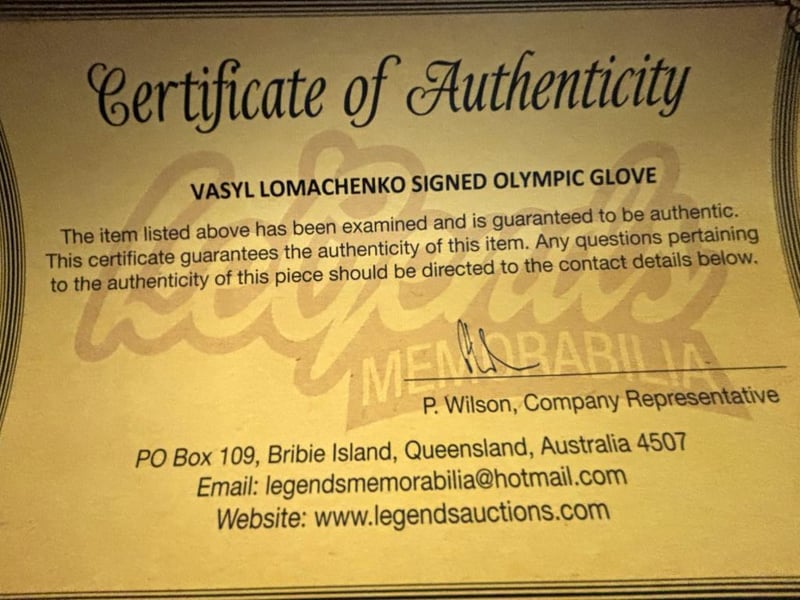 Certificate of Authenticity
VASYL LOMACHENKO SIGNED OLYMPIC GLOVE
The item listed above has been examined and is guaranteed to be authentic.
This certificate guarantees the authenticity of this item. Any questions pertaining
to the authenticity of this piece should be directed to the contact details below.
Legends
MEMORABILIA
P. Wilson, Company Representative
PO Box 109, Bribie Island, Queensland, Australia 4507
Email: legendsmemorabilia@hotmail.com
Website: www.legendsauctions.com